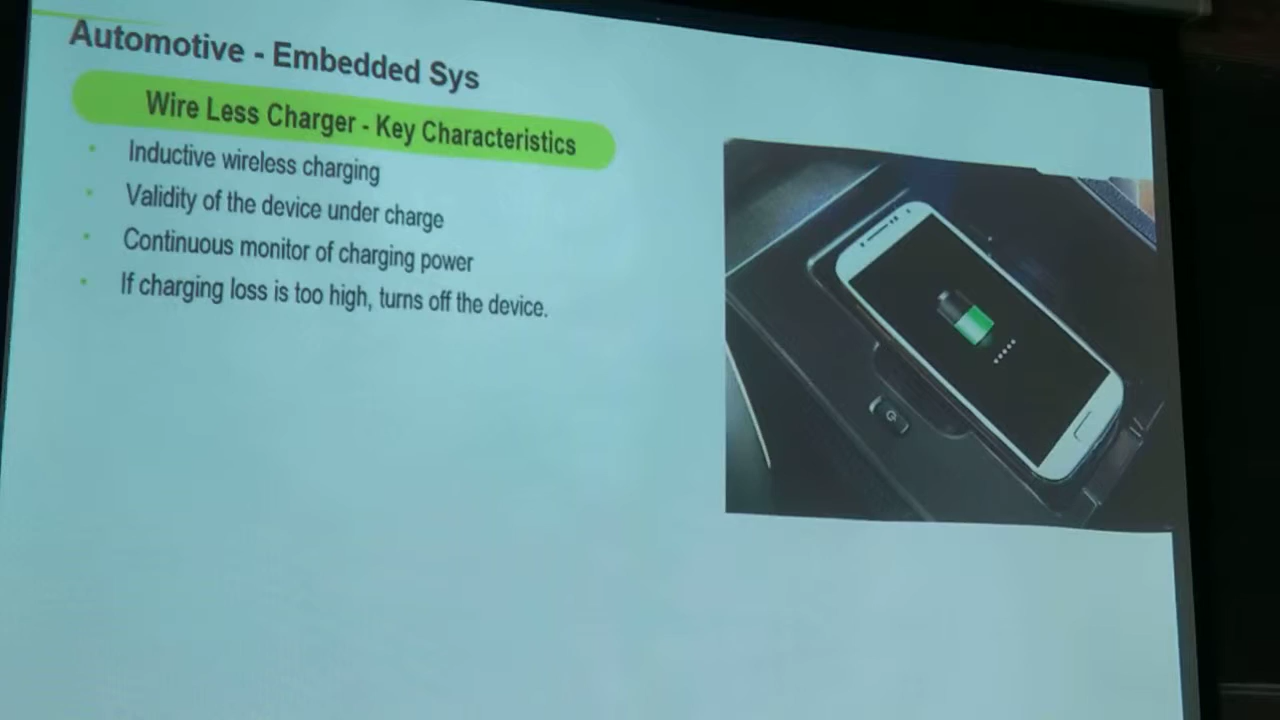 Automotive - Embedded Sys
Wire Less Charger - Key Characteristics
Inductive wireless charging
Validity of the device under charge
Continuous monitor of charging power
If charging loss is too high, turns off the device.